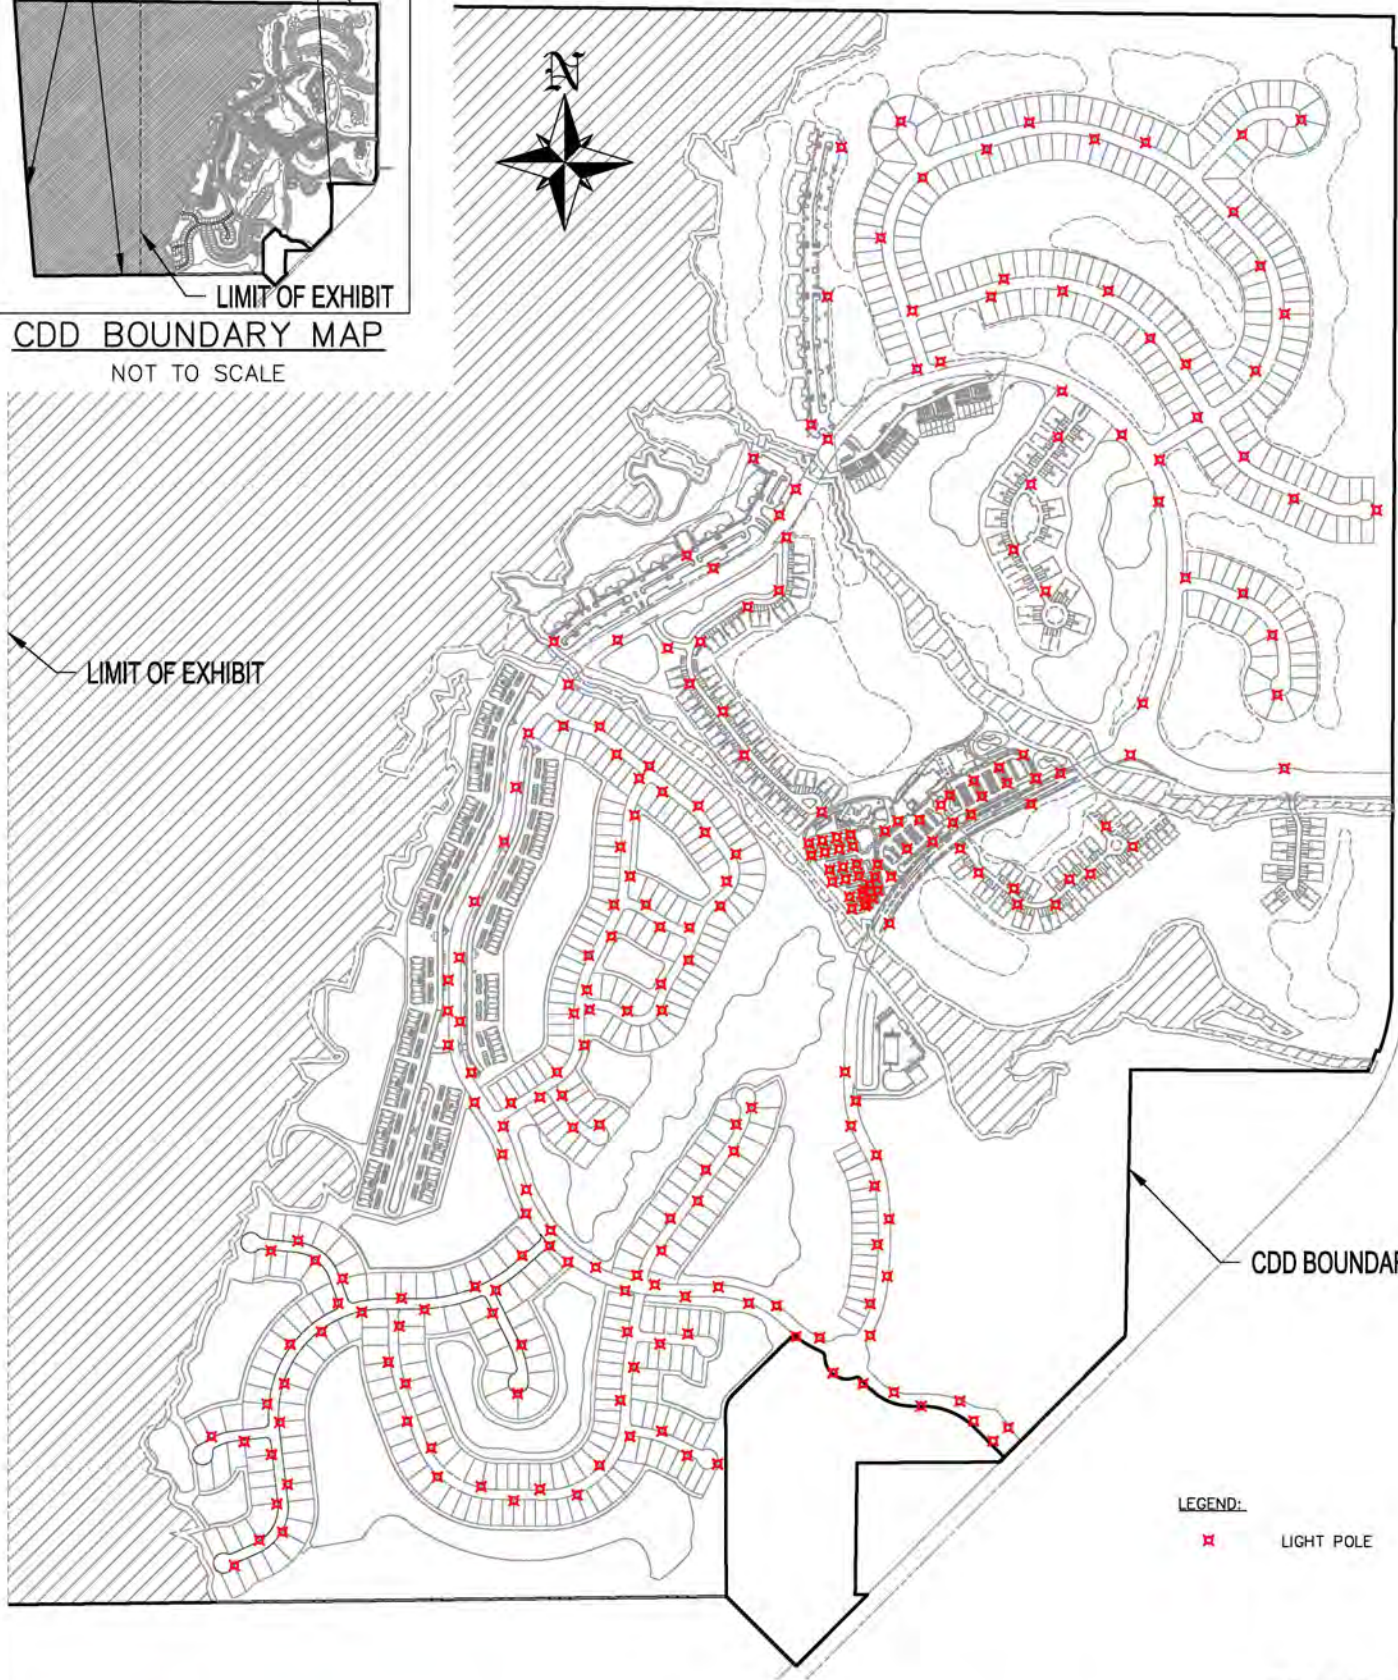 LIMIT OF EXHIBIT
CDD BOUNDARY MAP
NOT TO SCALE
N
LIMIT OF EXHIBIT
CDD BOUNDAR
LEGEND:
LIGHT POLE